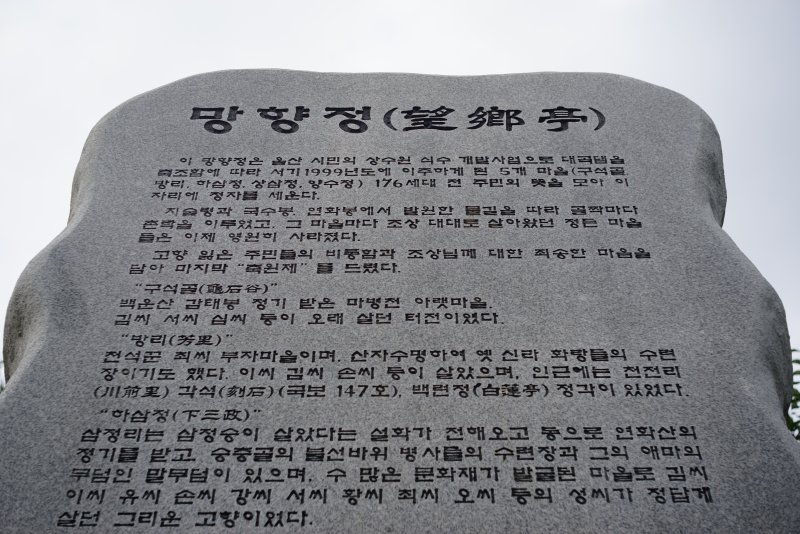 망향정(望鄉亭)
이 망향정은 울산 시민의 상수원 식수 개발사업으로 대곡댐을
축조함에 따라 서기1999년도에 이주하게 된 5개 마을(구석골,
방리, 하삼정, 상삼정, 양수정) 176세대 전 주민의 뜻을 모아 이
자리에 정자를 세운다.
치술령과 국수봉, 연화봉에서 발원한 물길을 따라 골짝마다
촌락을 이루었고, 그 마을마다 조상 대대로 살아왔던 정든 마을
들은 이제 영원히 사라졌다.
고향 잃은 주민들의 비통함과 조상님께 대한 죄송한 마음을
담아 마지막 "축원제"를 드렸다.
"구석골(龜石谷)"
백운산 감태봉 정기 받은 마병전 아랫마을,
김씨 서씨 심씨 등이 오래 살던 터전이었다.
"방리(芳里)"
천석꾼 최씨 부자마을이며, 산자수명하여 옛 신라 화랑들의 수련
장이기도 했다. 이씨 김씨 손씨 등이 살았으며, 인근에는 천전리
(川前里) 각석(刻石)(국보 147호), 백련정(白蓮亭) 정각이 있었다.
"하삼정(下三政)"
삼정리는 삼정승이 살았다는 설화가 전해오고 동으로 연화산의
정기를 받고, 승충골의 불선바위 병사들의 수련장과 그의 애마의
무덤인 말무덤이 있으며, 수 많은 문화재가 발굴된 마을로 김씨
이씨 유씨 손씨 강씨 서씨 황씨 최씨 오씨 등의 성씨가 정답게
살던 그리운 고향이었다.